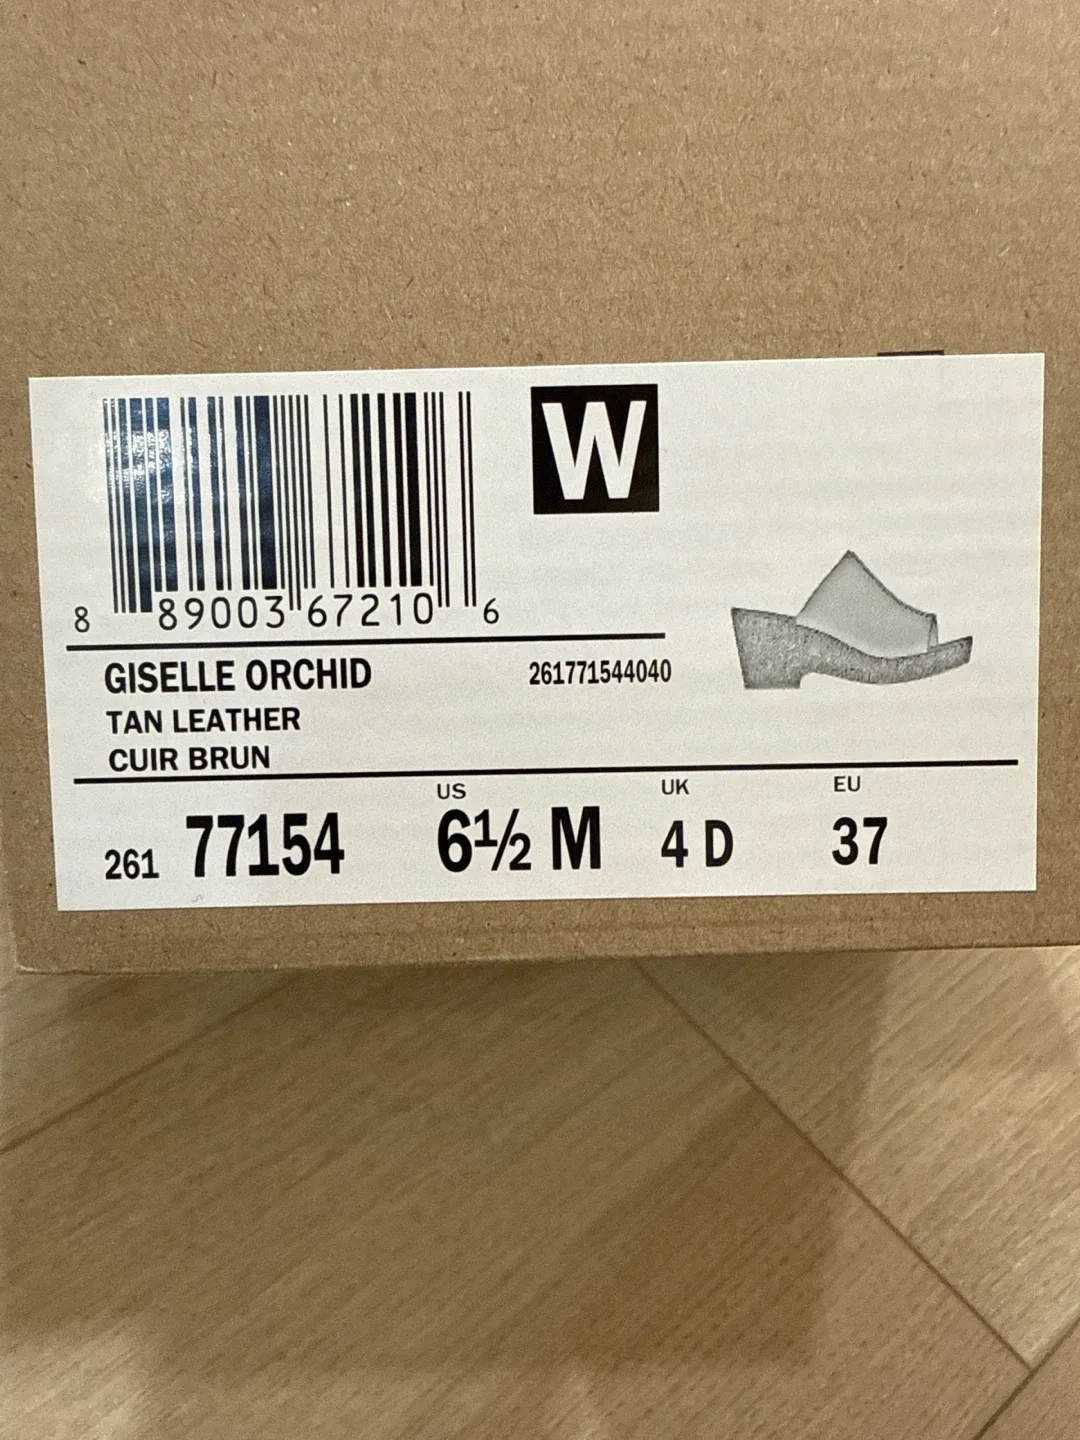 W
8 89003 67210 6
GISELLE ORCHID 261771544040
TAN LEATHER
CUIR BRUN
US UK EU
261 77154 6½ M 4 D 37